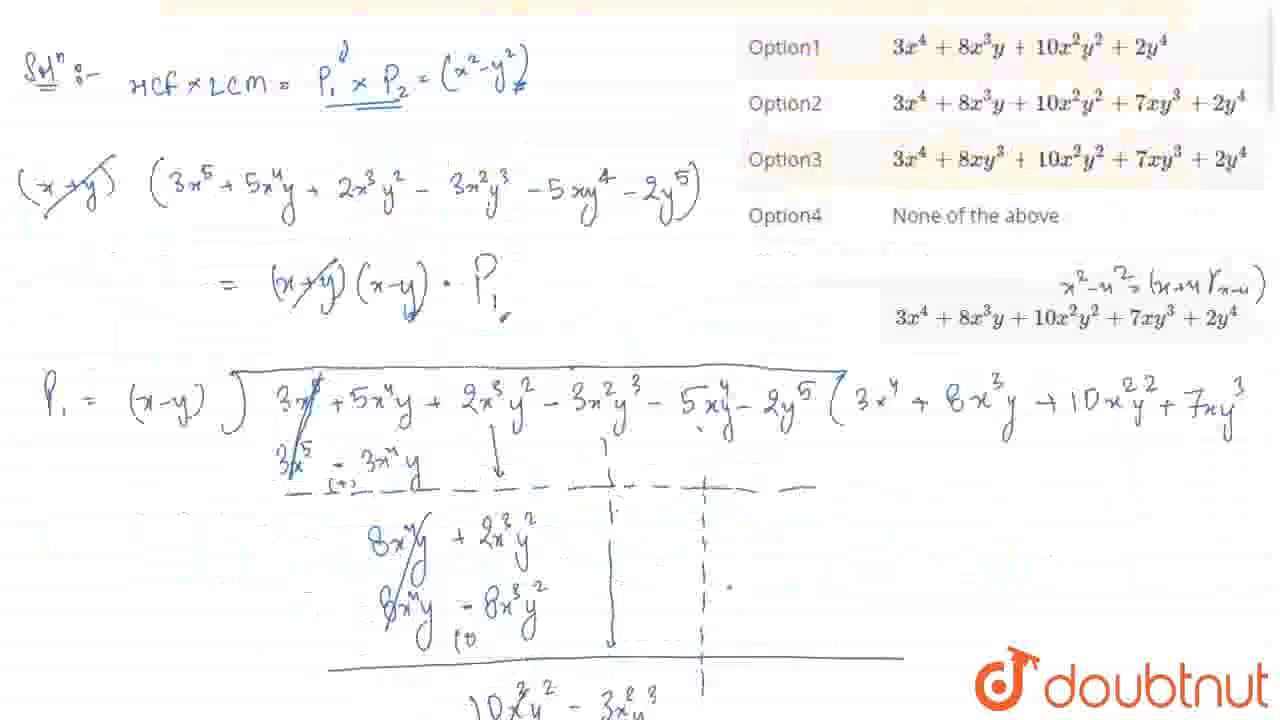 Solⁿ :- HCF × LCM = P₁ × P₂ = (x² - y²)
Option1 3x⁴ + 8x³y + 10x²y² + 2y⁴
Option2 3x⁴ + 8x³y + 10x²y² + 7xy³ + 2y⁴
(x+y) (3x⁵ + 5x⁴y + 2x³y² - 3x²y³ - 5xy⁴ - 2y⁵)
Option3 3x⁴ + 8xy³ + 10x²y² + 7xy³ + 2y⁴
Option4 None of the above
= (x+y) (x-y) · P₁
x² - y² = (x+y)(x-y)
3x⁴ + 8x³y + 10x²y² + 7xy³ + 2y⁴
P₁ = (x-y) ) 3x⁵ + 5x⁴y + 2x³y² - 3x²y³ - 5xy⁴ - 2y⁵ ( 3x⁴ + 8x³y + 10x²y² + 7xy³
3x⁵ - 3x⁴y
(+)
8x⁴y + 2x³y²
8x⁴y - 8x³y²
(+)
10x³y² - 3x²y³
doubtnut